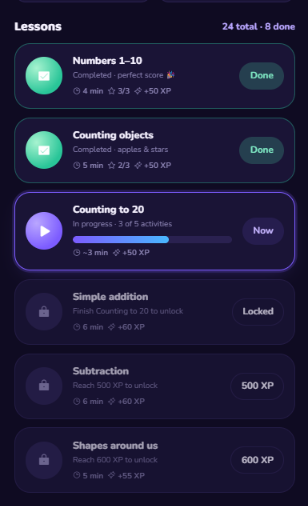 Lessons
24 total · 8 done
Numbers 1–10
Completed · perfect score 🎉
4 min 3/3 +50 XP
Done
Counting objects
Completed · apples & stars
5 min 2/3 +50 XP
Done
Counting to 20
In progress · 3 of 5 activities
~3 min +50 XP
Now
Simple addition
Finish Counting to 20 to unlock
6 min +60 XP
Locked
Subtraction
Reach 500 XP to unlock
6 min +60 XP
500 XP
Shapes around us
Reach 600 XP to unlock
5 min +55 XP
600 XP